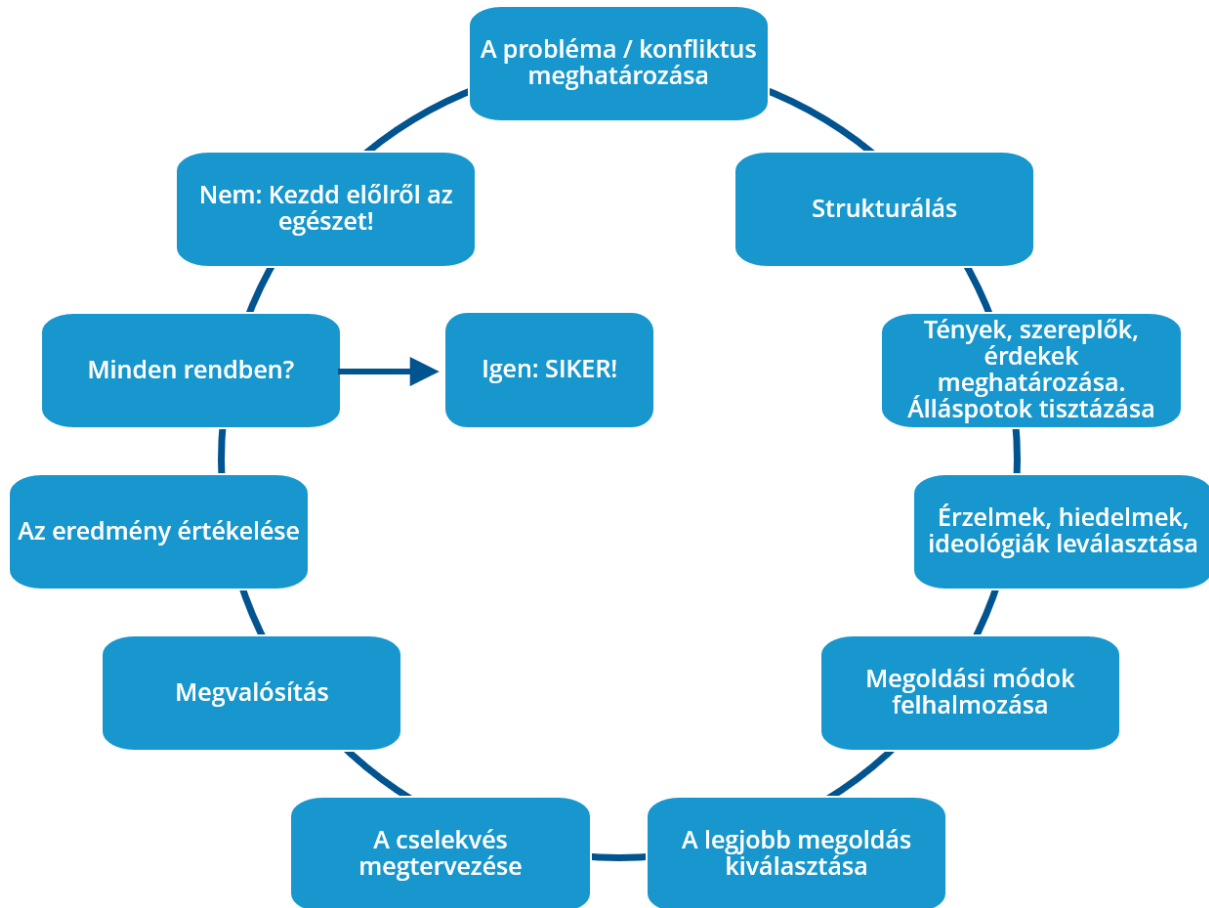 A probléma / konfliktus
meghatározása
Strukturálás
Tények, szereplők,
érdekek
meghatározása.
Álláspotok tisztázása
Érzelmek, hiedelmek,
ideológiák leválasztása
Megoldási módok
felhalmozása
A legjobb megoldás
kiválasztása
A cselekvés
megtervezése
Megvalósítás
Az eredmény értékelése
Minden rendben?
Igen: SIKER!
Nem: Kezdd előlről az
egészet!